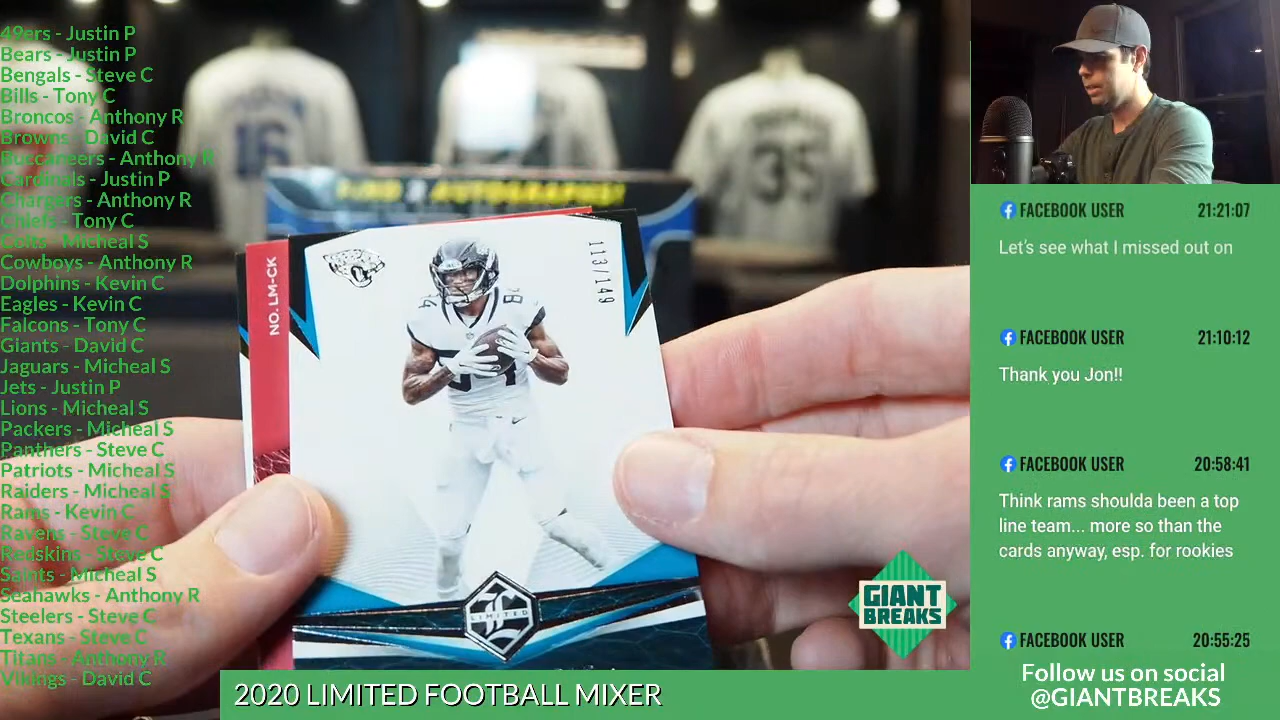 49ers - Justin P
Bears - Justin P
Bengals - Steve C
Bills - Tony C
Broncos - Anthony R
Browns - David C
Buccaneers - Anthony R
Cardinals - Justin P
Chargers - Anthony R
Chiefs - Tony C
Colts - Micheal S
Cowboys - Anthony R
Dolphins - Kevin C
Eagles - Kevin C
Falcons - Tony C
Giants - David C
Jaguars - Micheal S
Jets - Justin P
Lions - Micheal S
Packers - Micheal S
Panthers - Steve C
Patriots - Micheal S
Raiders - Micheal S
Rams - Kevin C
Ravens - Steve C
Redskins - Steve C
Saints - Micheal S
Seahawks - Anthony R
Steelers - Steve C
Texans - Steve C
Titans - Anthony R
Vikings - David C
16
35
AUTOGRAPHS!
NO. LM-CK
113/149
84
LIMITED
GIANT
BREAKS
2020 LIMITED FOOTBALL MIXER
FACEBOOK USER 21:21:07
Let's see what I missed out on
FACEBOOK USER 21:10:12
Thank you Jon!!
FACEBOOK USER 20:58:41
Think rams shoulda been a top
line team... more so than the
cards anyway, esp. for rookies
FACEBOOK USER 20:55:25
Follow us on social
@GIANTBREAKS